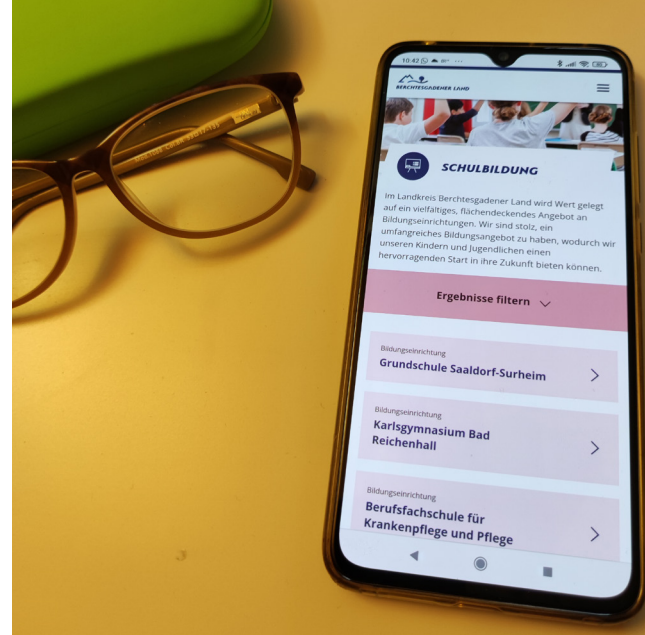 10:42
BERCHTESGADENER LAND
SCHULBILDUNG
Im Landkreis Berchtesgadener Land wird Wert gelegt
auf ein vielfältiges, flächendeckendes Angebot an
Bildungseinrichtungen. Wir sind stolz, ein
umfangreiches Bildungsangebot zu haben, wodurch wir
unseren Kindern und Jugendlichen einen
hervorragenden Start in ihre Zukunft bieten können.
Ergebnisse filtern
Bildungseinrichtung
Grundschule Saaldorf-Surheim
Bildungseinrichtung
Karlsgymnasium Bad
Reichenhall
Bildungseinrichtung
Berufsfachschule für
Krankenpflege und Pflege